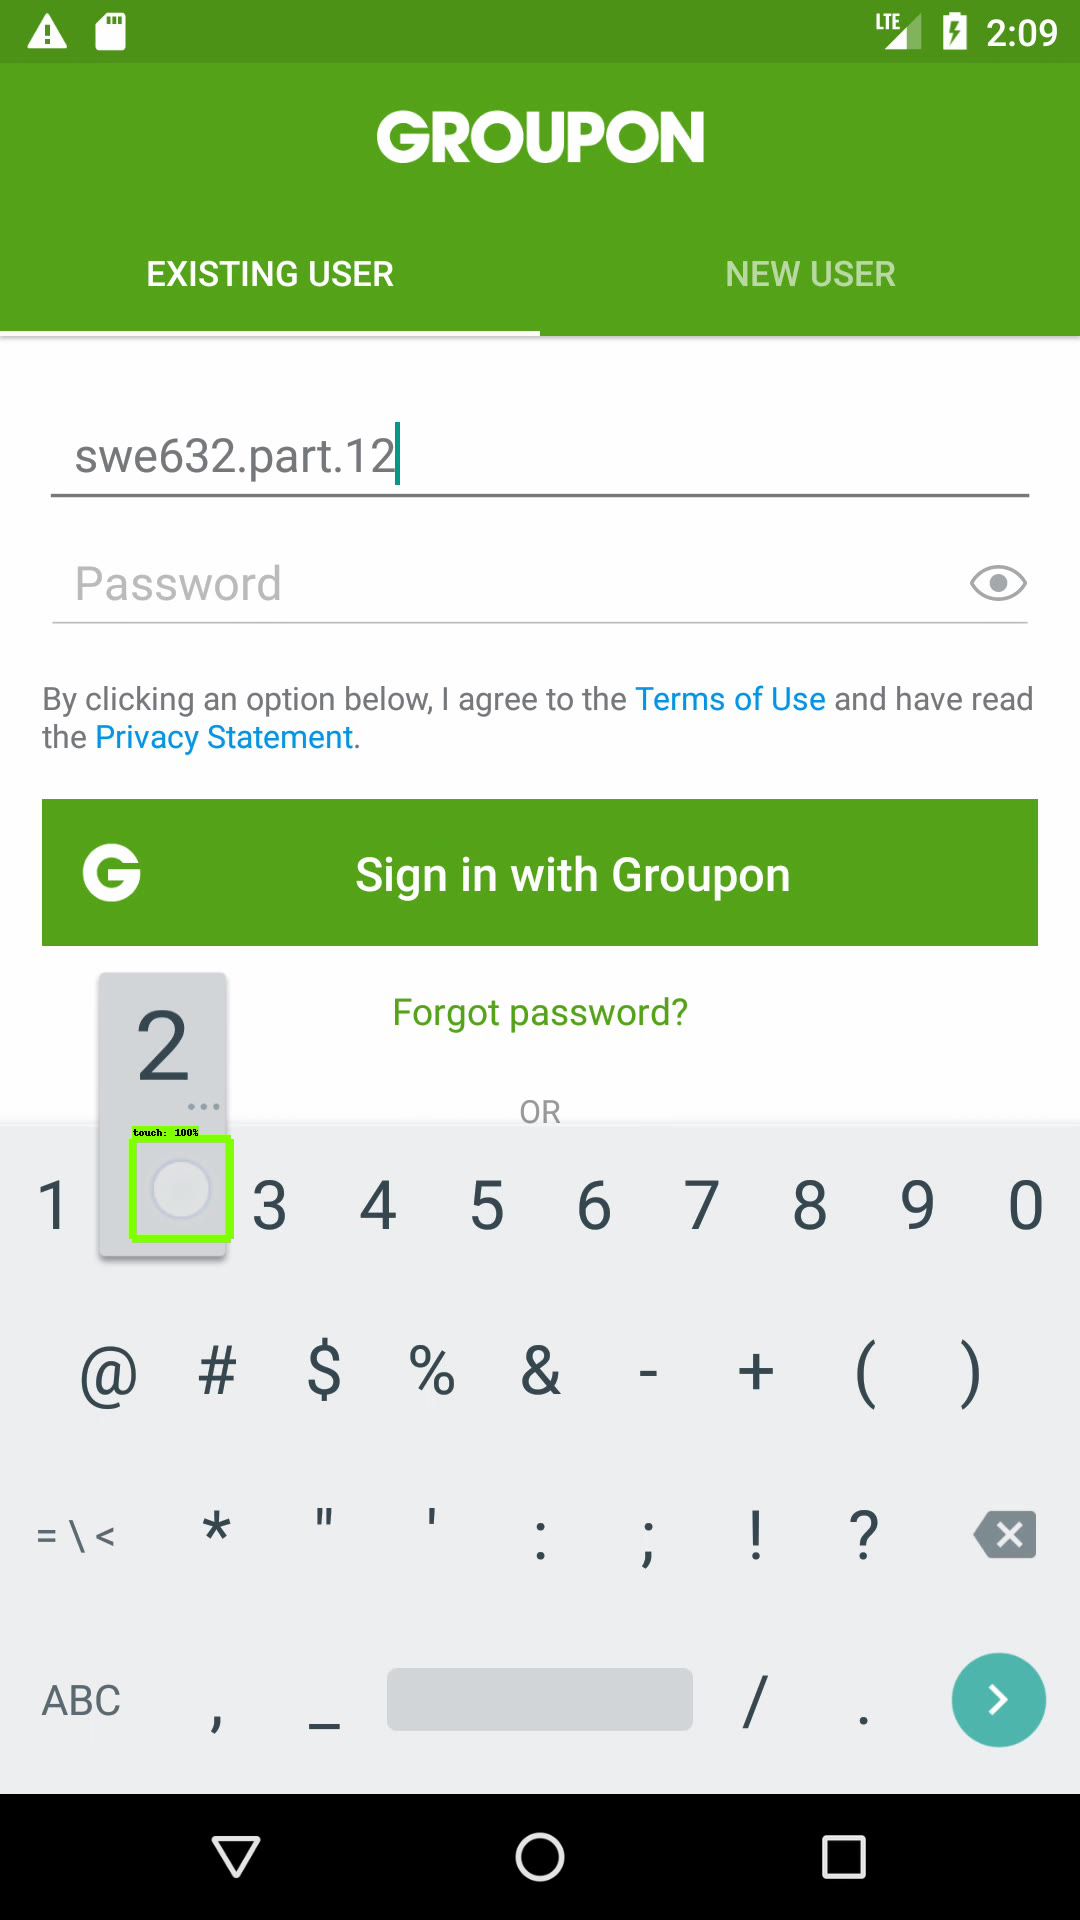 LTE 2:09
GROUPON
EXISTING USER NEW USER
swe632.part.12
Password
By clicking an option below, I agree to the Terms of Use and have read
the Privacy Statement.
G Sign in with Groupon
2
Forgot password?
...
OR
touch: 100%
1 3 4 5 6 7 8 9 0
@ # $ % & - + ( )
= \ < * " ' : ; ! ?
ABC , _ / .